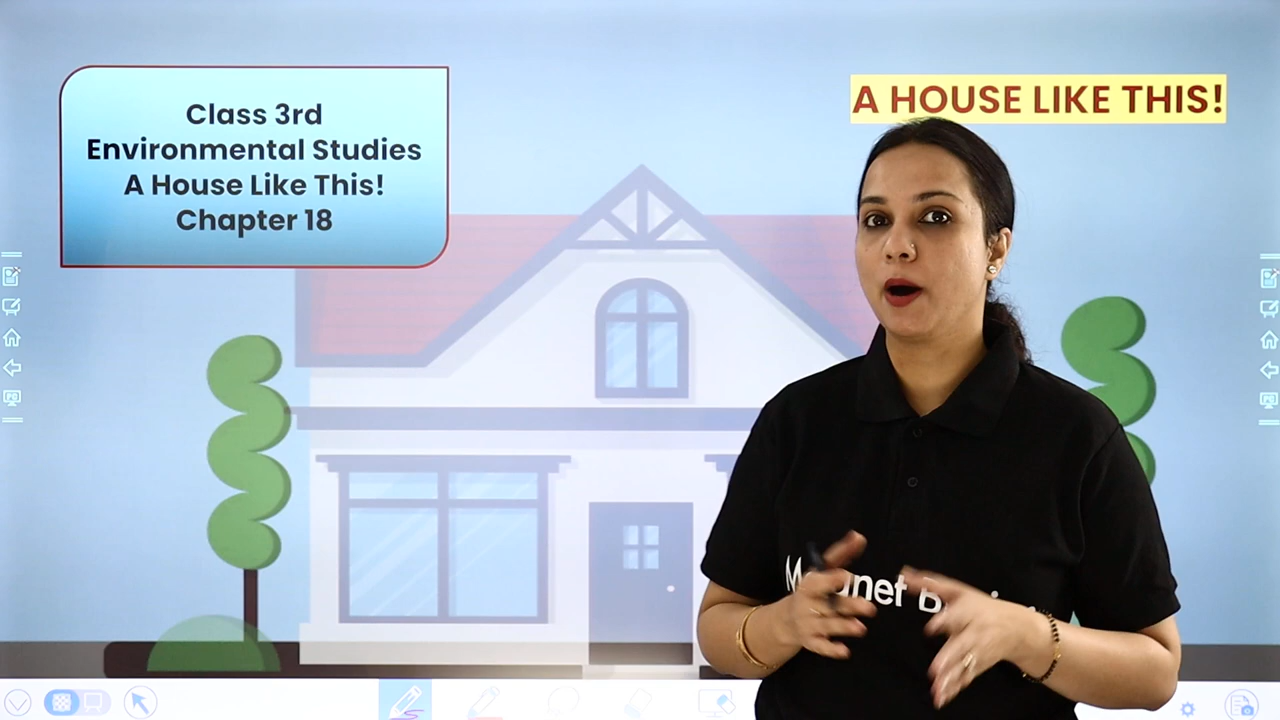 Class 3rd
Environmental Studies
A House Like This!
Chapter 18
A HOUSE LIKE THIS!